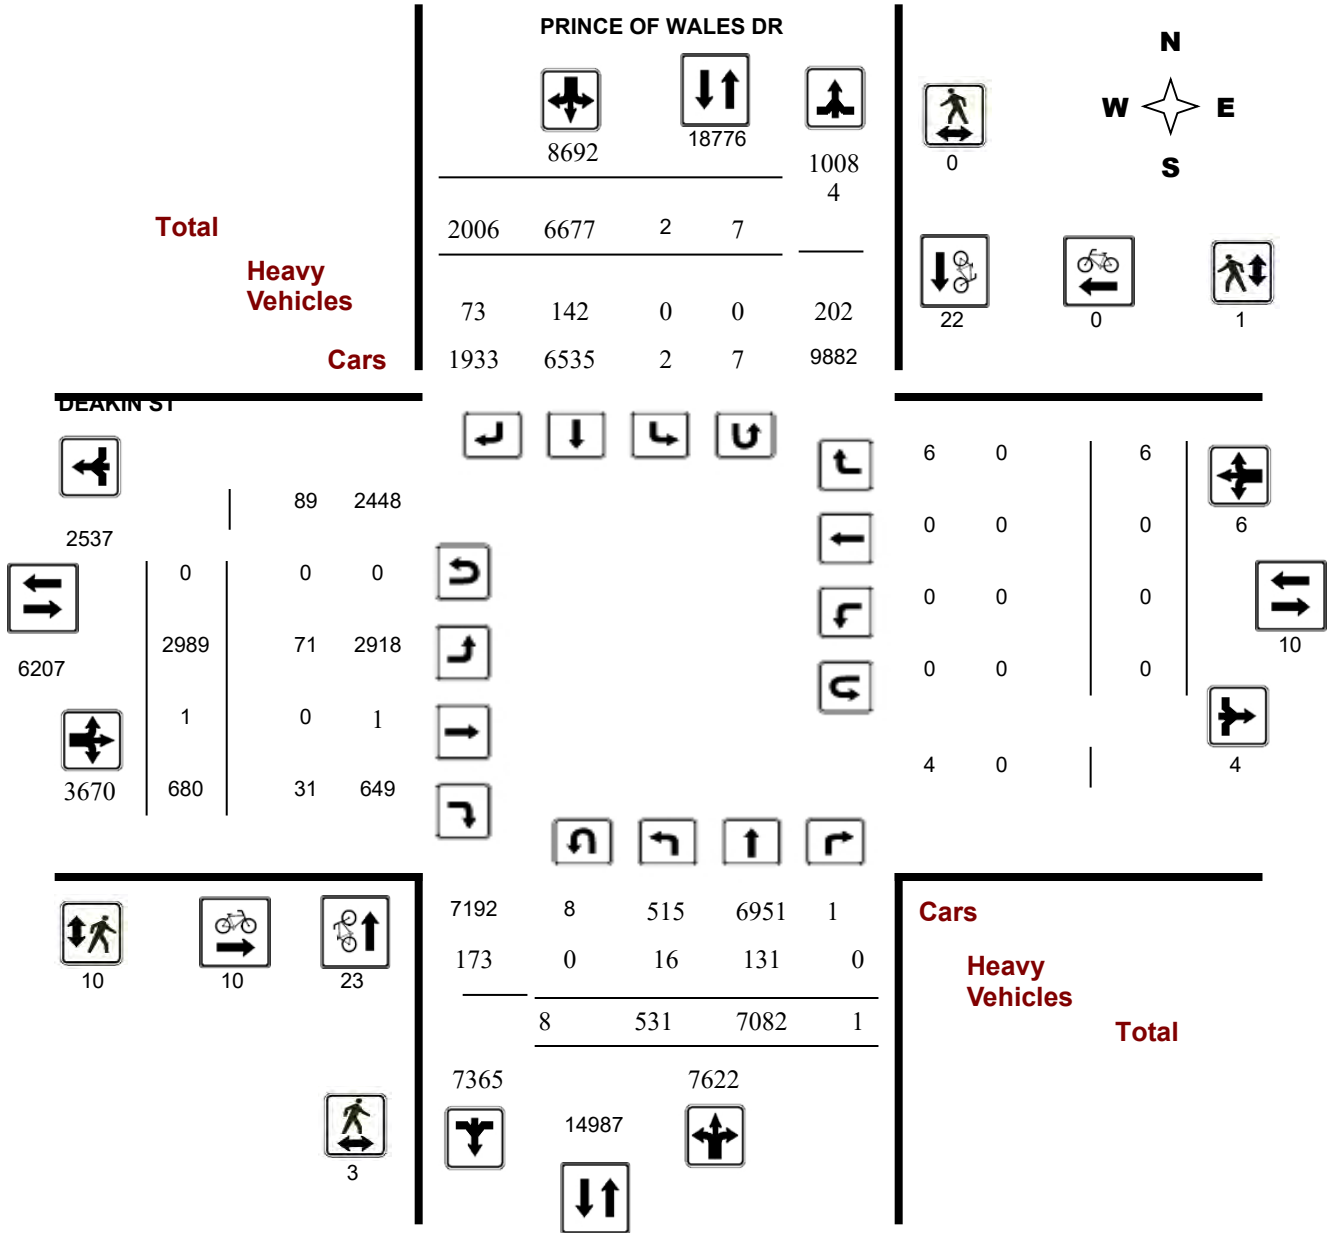 PRINCE OF WALES DR
N
W E
S
8692
18776
1008
4
0
Total
2006 6677 2 7
Heavy
Vehicles
73 142 0 0 202
Cars
1933 6535 2 7 9882
22
0
1
DEAKIN ST
2537
89 2448
0 0 0
6207
2989 71 2918
1 0 1
3670
680 31 649
6 0 6
6
0 0 0
0 0 0
10
0 0 0
4 0
4
10
10
23
7192 8 515 6951 1
Cars
173 0 16 131 0
Heavy
Vehicles
8 531 7082 1
Total
7365
7622
14987
3